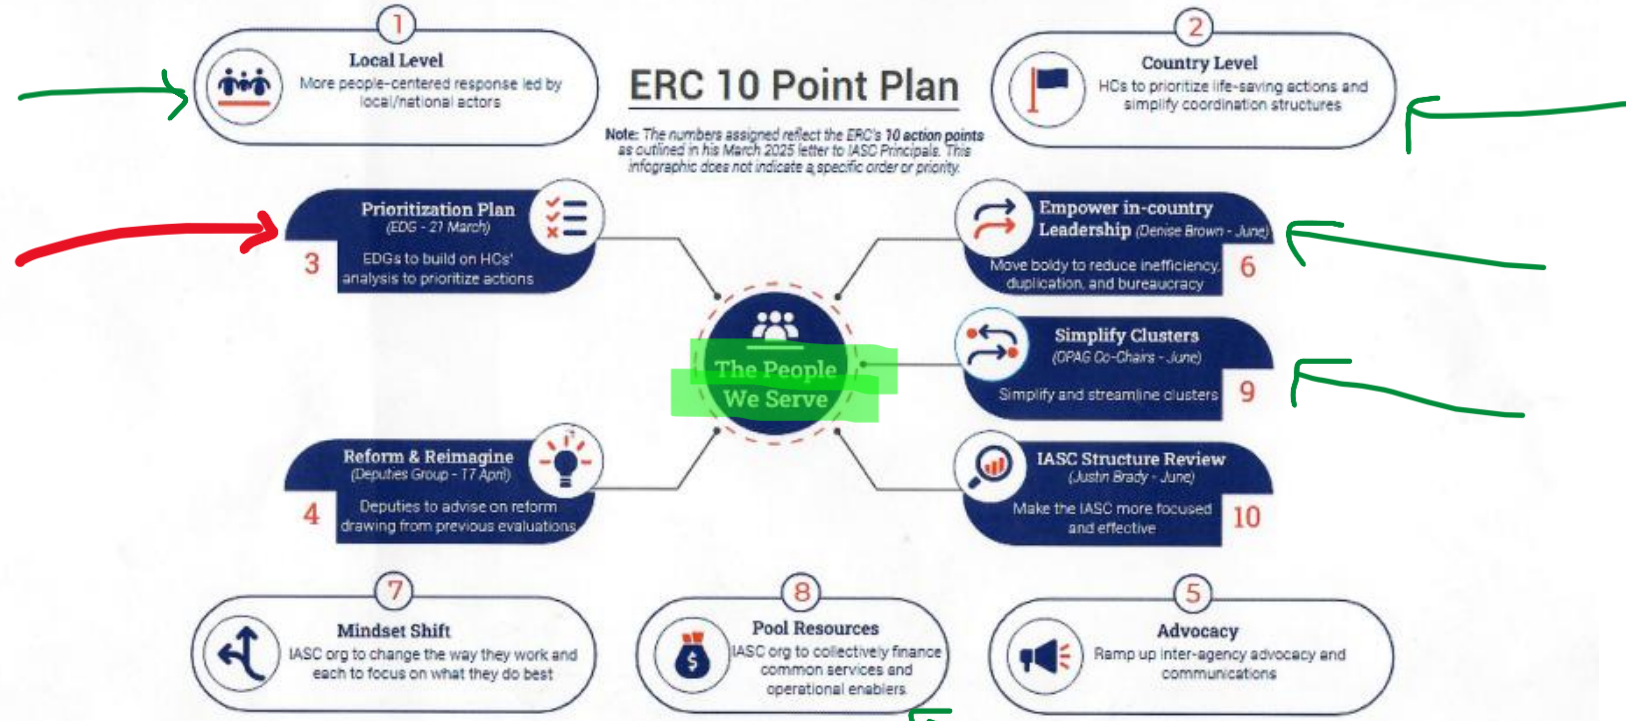 1
Local Level
More people-centered response led by
local/national actors
ERC 10 Point Plan
Note: The numbers assigned reflect the ERC's 10 action points
as outlined in his March 2025 letter to IASC Principals. This
infographic does not indicate a specific order or priority.
2
Country Level
HCs to prioritize life-saving actions and
simplify coordination structures
Prioritization Plan
(EDG - 21 March)
3
EDGs to build on HCs'
analysis to prioritize actions
Empower in-country
Leadership (Denise Brown - June)
Move boldy to reduce inefficiency,
duplication, and bureaucracy
6
The People
We Serve
Simplify Clusters
(OPAG Co-Chairs - June)
Simplify and streamline clusters
9
Reform & Reimagine
(Deputies Group - 17 April)
4
Deputies to advise on reform
drawing from previous evaluations
IASC Structure Review
(Justin Brady - June)
Make the IASC more focused
and effective
10
7
Mindset Shift
IASC org to change the way they work and
each to focus on what they do best
8
Pool Resources
IASC org to collectively finance
common services and
operational enablers
$
5
Advocacy
Ramp up inter-agency advocacy and
communications